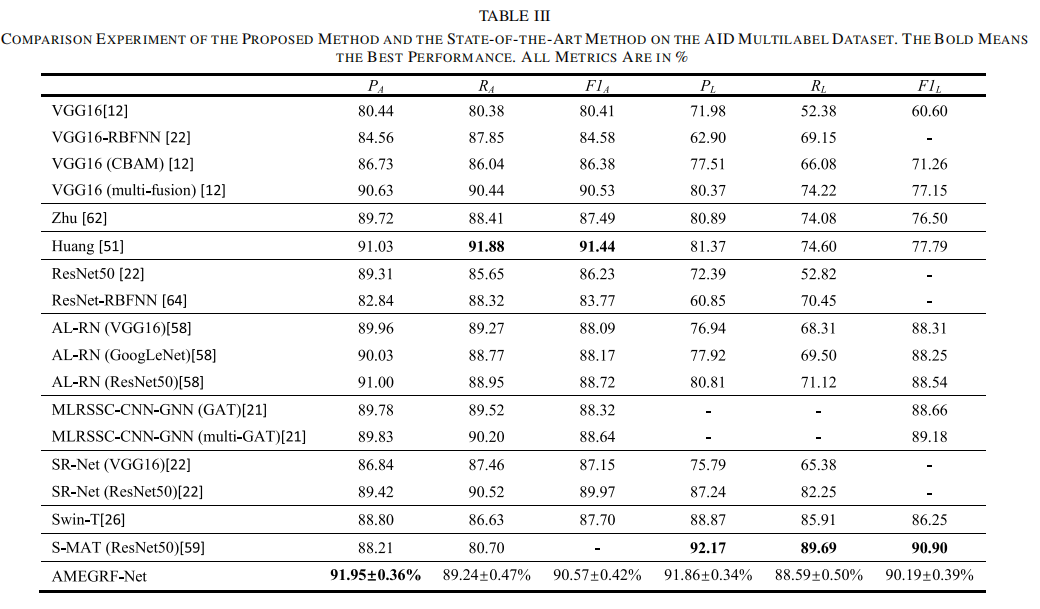 TABLE III
COMPARISON EXPERIMENT OF THE PROPOSED METHOD AND THE STATE-OF-THE-ART METHOD ON THE AID MULTILABEL DATASET. THE BOLD MEANS
THE BEST PERFORMANCE. ALL METRICS ARE IN %
P_A R_A F1_A P_L R_L F1_L
VGG16[12] 80.44 80.38 80.41 71.98 52.38 60.60
VGG16-RBFNN [22] 84.56 87.85 84.58 62.90 69.15 -
VGG16 (CBAM) [12] 86.73 86.04 86.38 77.51 66.08 71.26
VGG16 (multi-fusion) [12] 90.63 90.44 90.53 80.37 74.22 77.15
Zhu [62] 89.72 88.41 87.49 80.89 74.08 76.50
Huang [51] 91.03 91.88 91.44 81.37 74.60 77.79
ResNet50 [22] 89.31 85.65 86.23 72.39 52.82 -
ResNet-RBFNN [64] 82.84 88.32 83.77 60.85 70.45 -
AL-RN (VGG16)[58] 89.96 89.27 88.09 76.94 68.31 88.31
AL-RN (GoogLeNet)[58] 90.03 88.77 88.17 77.92 69.50 88.25
AL-RN (ResNet50)[58] 91.00 88.95 88.72 80.81 71.12 88.54
MLRSSC-CNN-GNN (GAT)[21] 89.78 89.52 88.32 - - 88.66
MLRSSC-CNN-GNN (multi-GAT)[21] 89.83 90.20 88.64 - - 89.18
SR-Net (VGG16)[22] 86.84 87.46 87.15 75.79 65.38 -
SR-Net (ResNet50)[22] 89.42 90.52 89.97 87.24 82.25 -
Swin-T[26] 88.80 86.63 87.70 88.87 85.91 86.25
S-MAT (ResNet50)[59] 88.21 80.70 - 92.17 89.69 90.90
AMEGRF-Net 91.95±0.36% 89.24±0.47% 90.57±0.42% 91.86±0.34% 88.59±0.50% 90.19±0.39%